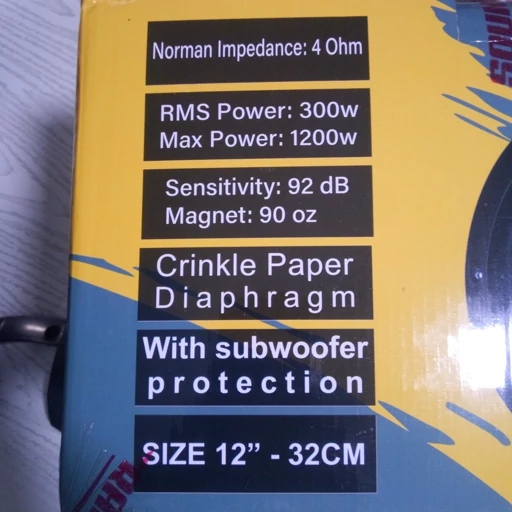 Norman Impedance: 4 Ohm
RMS Power: 300w
Max Power: 1200w
Sensitivity: 92 dB
Magnet: 90 oz
Crinkle Paper
Diaphragm
With subwoofer
protection
SIZE 12” - 32CM